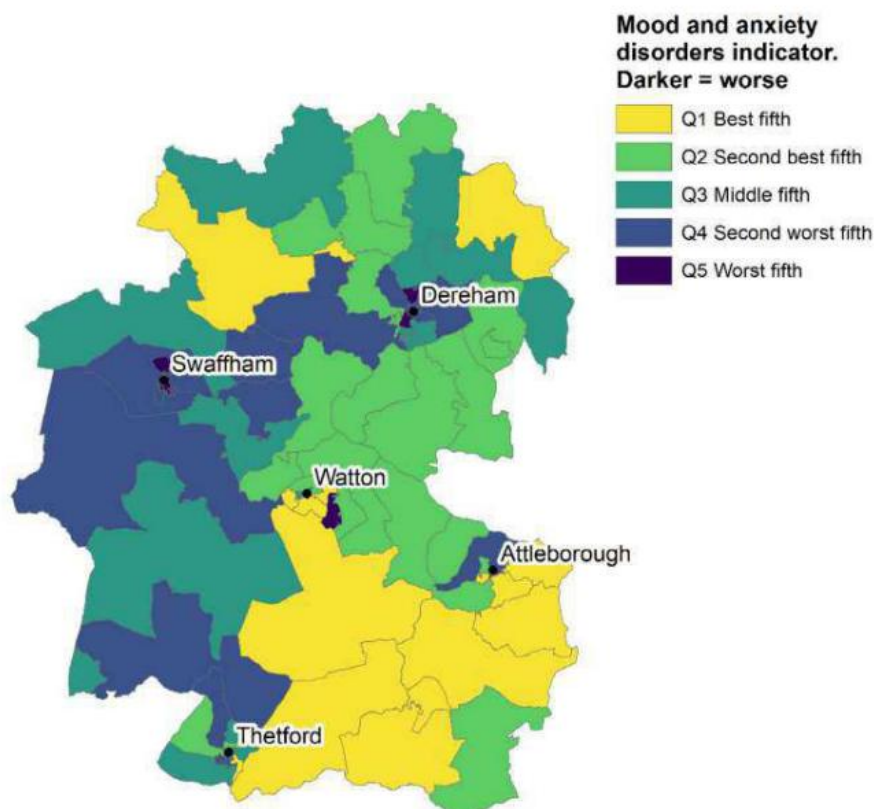 Mood and anxiety
disorders indicator.
Darker = worse
Q1 Best fifth
Q2 Second best fifth
Q3 Middle fifth
Q4 Second worst fifth
Q5 Worst fifth
Dereham
Swaffham
Watton
Attleborough
Thetford